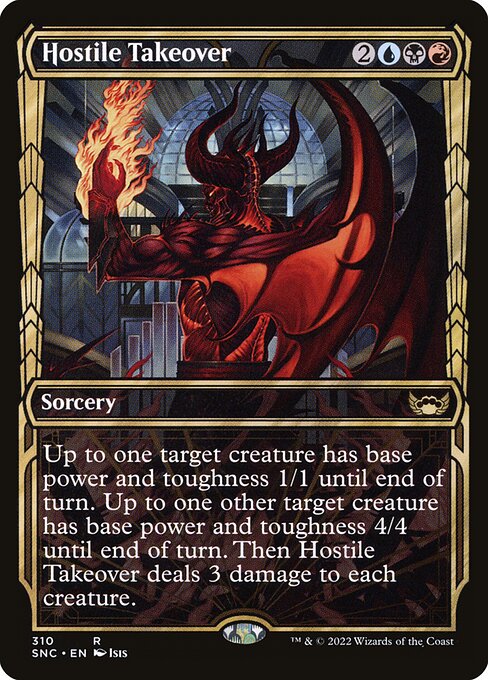 Hostile Takeover 2
Sorcery
Up to one target creature has base
power and toughness 1/1 until end of
turn. Up to one other target creature
has base power and toughness 4/4
until end of turn. Then Hostile
Takeover deals 3 damage to each
creature.
310 R
SNC • EN Isis
™ & © 2022 Wizards of the Coast